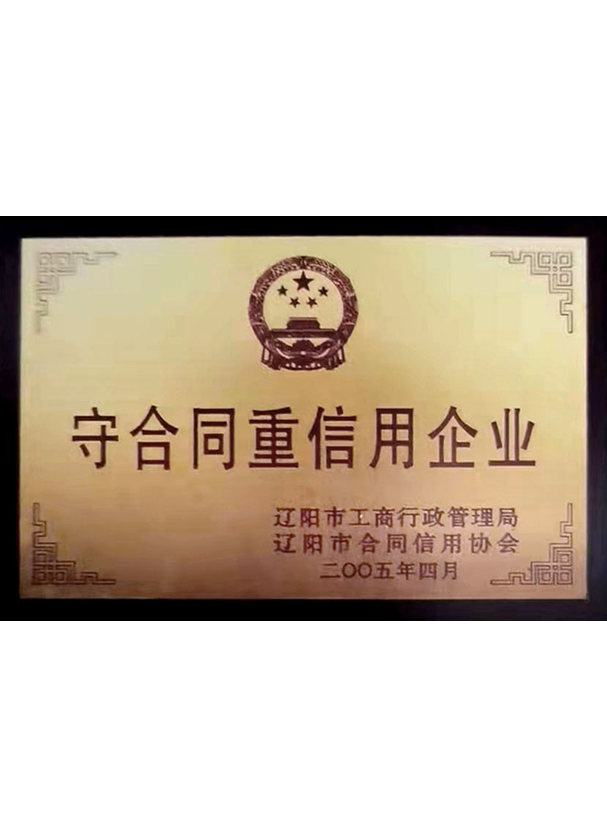 守合同重信用企业
辽阳市工商行政管理局
辽阳市合同信用协会
二〇〇五年四月